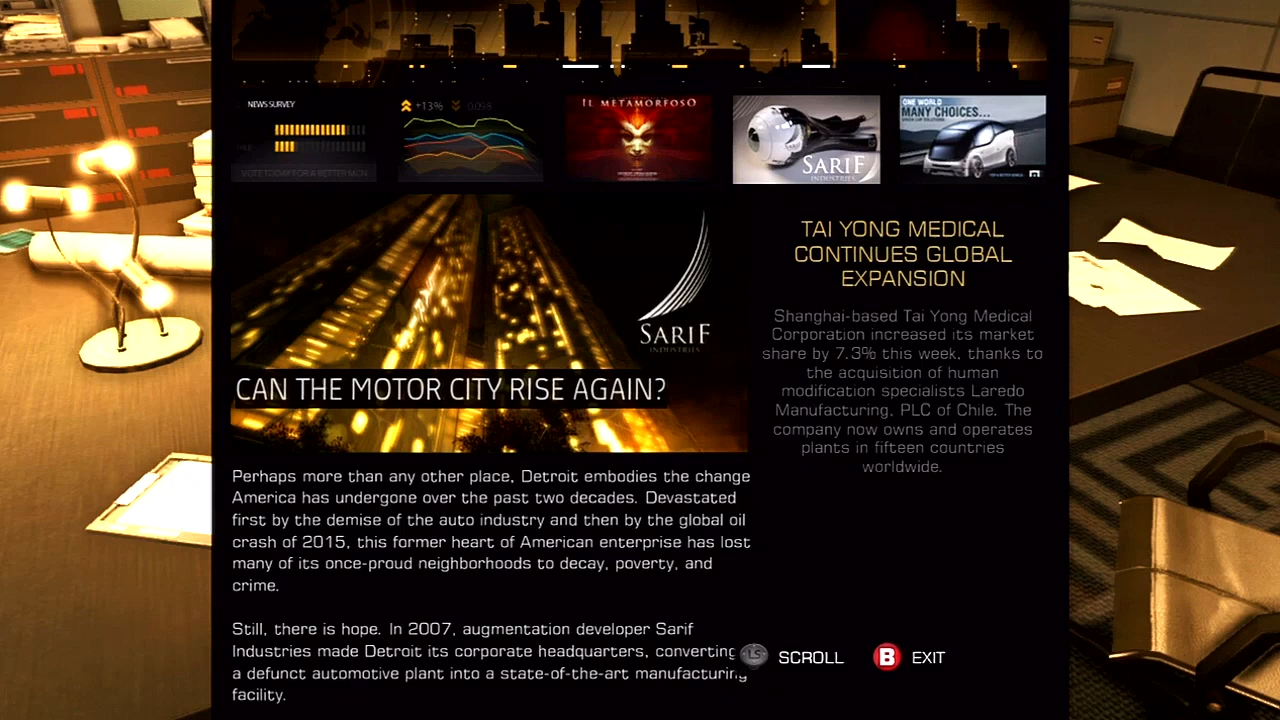 NEWS SURVEY
+13%
0.098
VOTE TODAY FOR A BETTER
IL METAMORFOSO
SARIF
INDUSTRIES
ONE WORLD
MANY CHOICES...
SARIF
INDUSTRIES
CAN THE MOTOR CITY RISE AGAIN?
Perhaps more than any other place, Detroit embodies the change
America has undergone over the past two decades. Devastated
first by the demise of the auto industry and then by the global oil
crash of 2015, this former heart of American enterprise has lost
many of its once-proud neighborhoods to decay, poverty, and
crime.
Still, there is hope. In 2007, augmentation developer Sarif
Industries made Detroit its corporate headquarters, converting
a defunct automotive plant into a state-of-the-art manufacturing
facility.
TAI YONG MEDICAL
CONTINUES GLOBAL
EXPANSION
Shanghai-based Tai Yong Medical
Corporation increased its market
share by 7.3% this week, thanks to
the acquisition of human
modification specialists Laredo
Manufacturing, PLC of Chile. The
company now owns and operates
plants in fifteen countries
worldwide.
LS SCROLL B EXIT